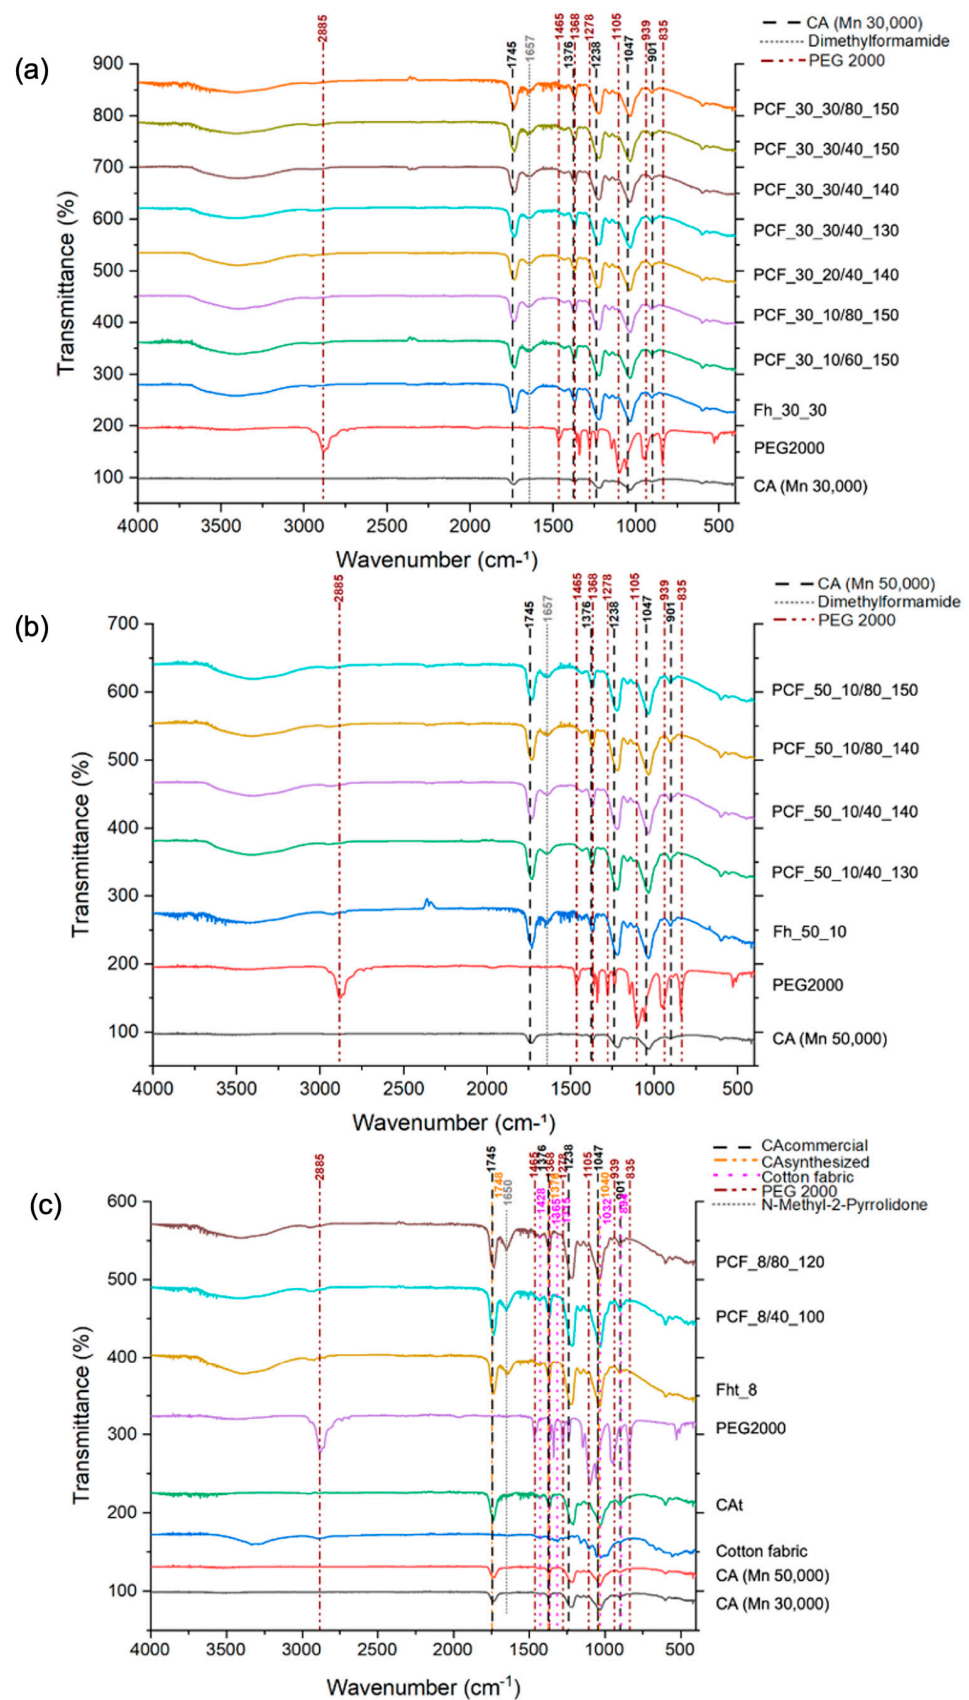 (a)
2885
1745
1657
1465
1376
1368
1278
1238
1105
1047
939
901
835
CA (Mn 30,000)
Dimethylformamide
PEG 2000
900
800
700
600
500
400
300
200
100
Transmittance (%)
PCF_30_30/80_150
PCF_30_30/40_150
PCF_30_30/40_140
PCF_30_30/40_130
PCF_30_20/40_140
PCF_30_10/80_150
PCF_30_10/60_150
Fh_30_30
PEG2000
CA (Mn 30,000)
4000 3500 3000 2500 2000 1500 1000 500
Wavenumber (cm-¹)
(b)
2885
1745
1657
1465
1376
1368
1278
1238
1105
1047
939
901
835
CA (Mn 50,000)
Dimethylformamide
PEG 2000
700
600
500
400
300
200
100
Transmittance (%)
PCF_50_10/80_150
PCF_50_10/80_140
PCF_50_10/40_140
PCF_50_10/40_130
Fh_50_10
PEG2000
CA (Mn 50,000)
4000 3500 3000 2500 2000 1500 1000 500
Wavenumber (cm-¹)
(c)
2885
1745
1748
1650
1465
1428
1376
1368
1365
1278
1238
1105
1047
1040
1032
939
901
835
CAcommercial
CAsynthesized
Cotton fabric
PEG 2000
N-Methyl-2-Pyrrolidone
600
500
400
300
200
100
Transmittance (%)
PCF_8/80_120
PCF_8/40_100
Fht_8
PEG2000
CAt
Cotton fabric
CA (Mn 50,000)
CA (Mn 30,000)
4000 3500 3000 2500 2000 1500 1000 500
Wavenumber (cm-1)